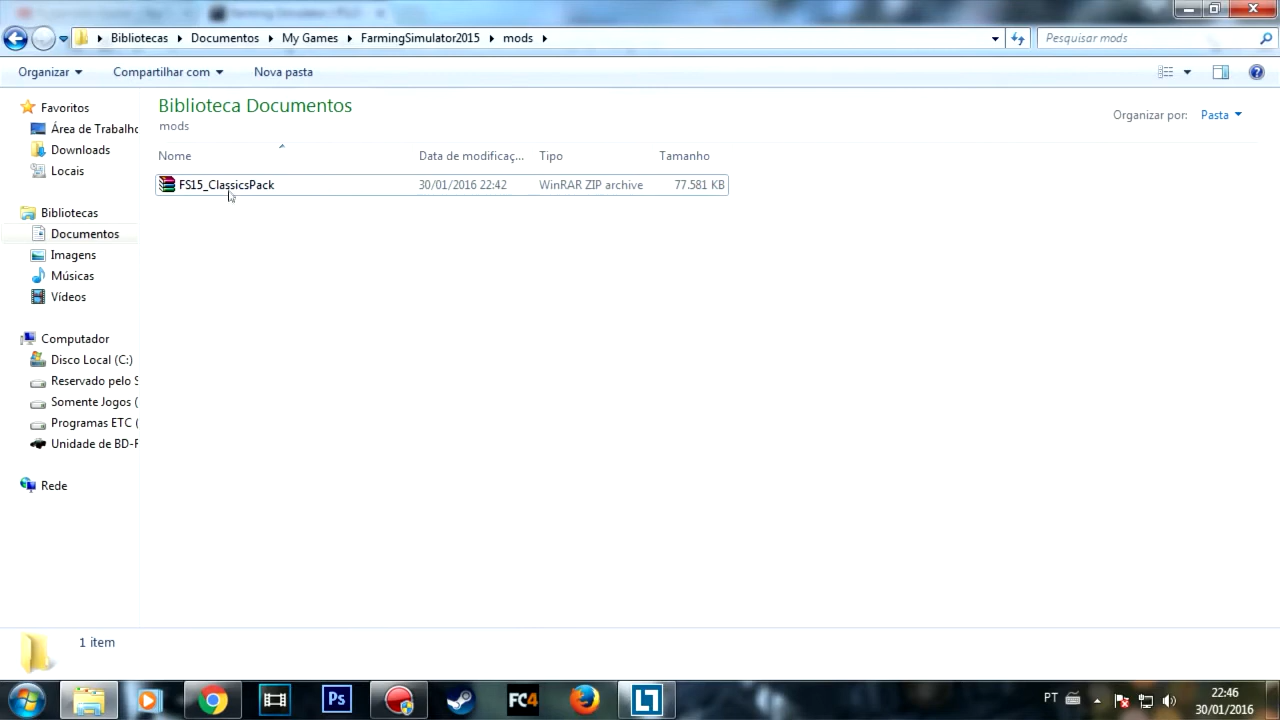 Bibliotecas Documentos My Games FarmingSimulator2015 mods
Pesquisar mods
Organizar Compartilhar com Nova pasta
Favoritos
Área de Trabalho
Downloads
Locais
Bibliotecas
Documentos
Imagens
Músicas
Vídeos
Computador
Disco Local (C:)
Reservado pelo S
Somente Jogos (
Programas ETC (
Unidade de BD-R
Rede
Biblioteca Documentos
mods
Organizar por: Pasta
Nome Data de modificaç... Tipo Tamanho
FS15_ClassicsPack 30/01/2016 22:42 WinRAR ZIP archive 77.581 KB
1 item
Ps
FC4
PT
22:46
30/01/2016